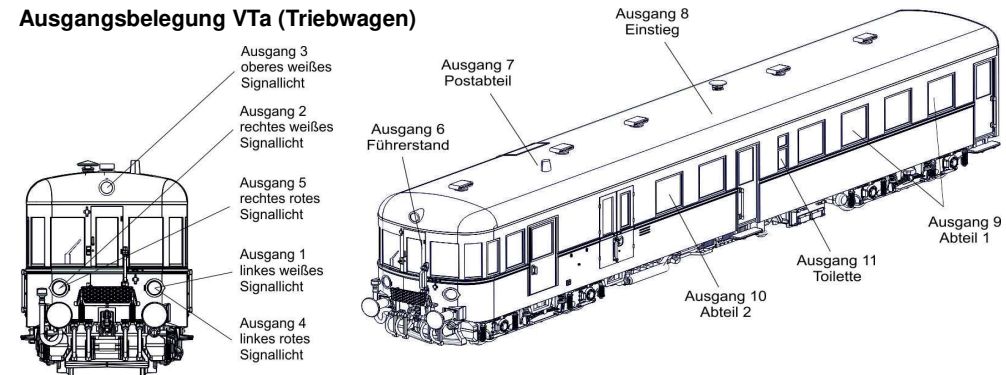 Ausgangsbelegung VTa (Triebwagen)
Ausgang 3
oberes weißes
Signallicht
Ausgang 2
rechtes weißes
Signallicht
Ausgang 5
rechtes rotes
Signallicht
Ausgang 1
linkes weißes
Signallicht
Ausgang 4
linkes rotes
Signallicht
Ausgang 6
Führerstand
Ausgang 7
Postabteil
Ausgang 8
Einstieg
Ausgang 9
Abteil 1
Ausgang 11
Toilette
Ausgang 10
Abteil 2